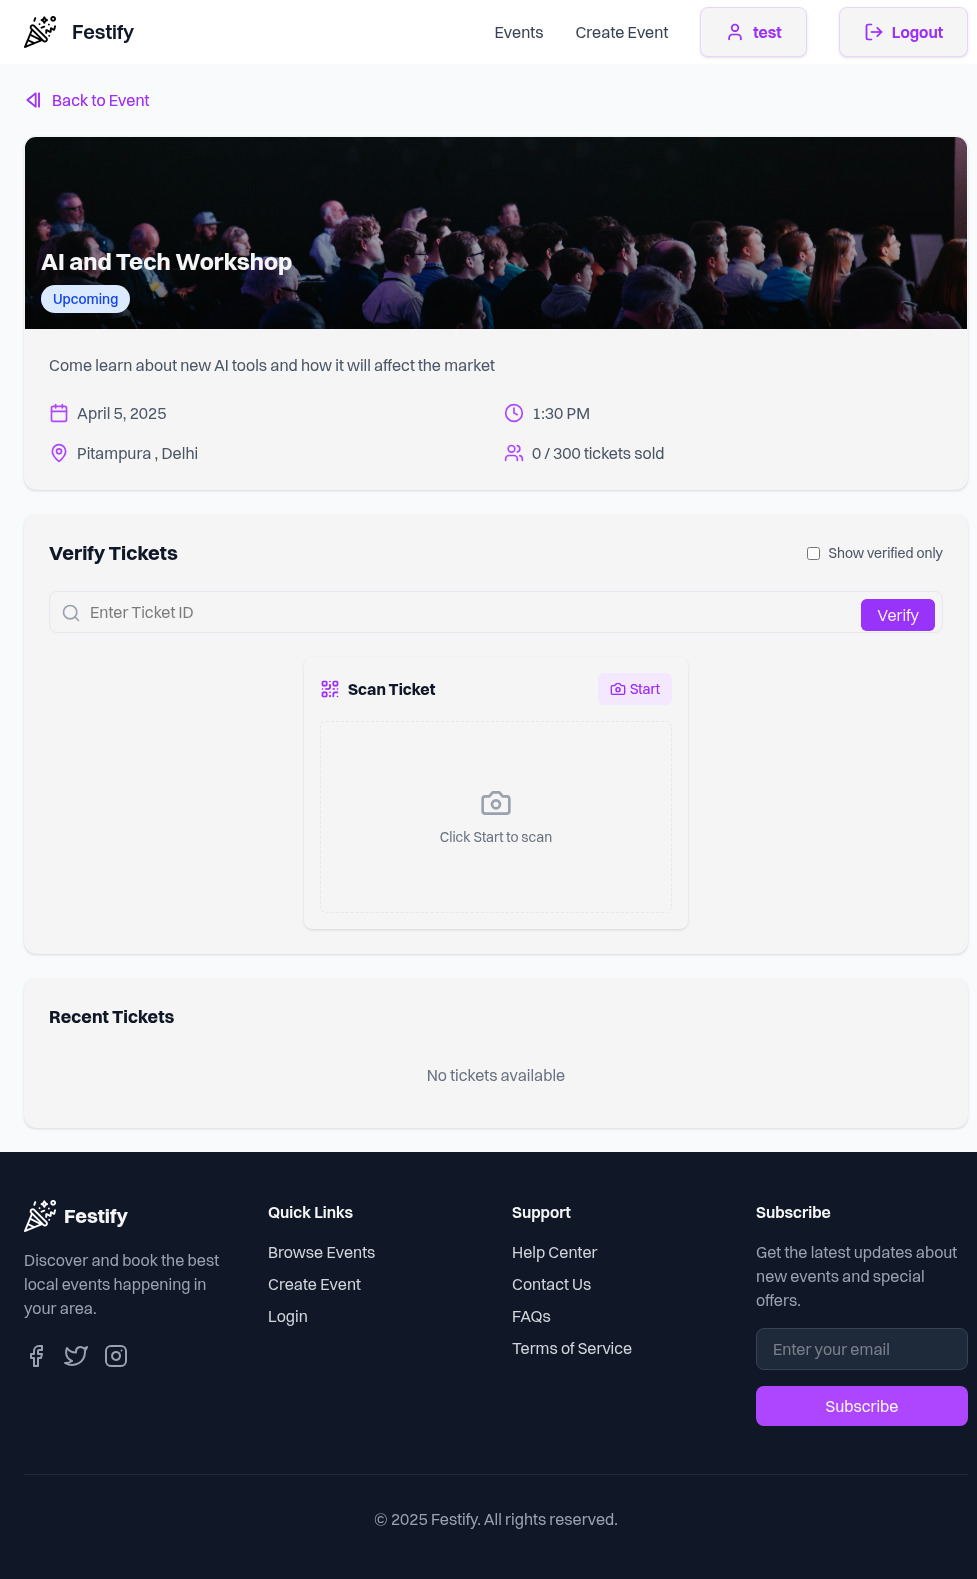 Festify
Events
Create Event
test
Logout
Back to Event
AI and Tech Workshop
Upcoming
Come learn about new AI tools and how it will affect the market
April 5, 2025
1:30 PM
Pitampura , Delhi
0 / 300 tickets sold
Verify Tickets
Show verified only
Enter Ticket ID
Verify
Scan Ticket
Start
Click Start to scan
Recent Tickets
No tickets available
Festify
Discover and book the best
local events happening in
your area.
Quick Links
Browse Events
Create Event
Login
Support
Help Center
Contact Us
FAQs
Terms of Service
Subscribe
Get the latest updates about
new events and special
offers.
Enter your email
Subscribe
© 2025 Festify. All rights reserved.